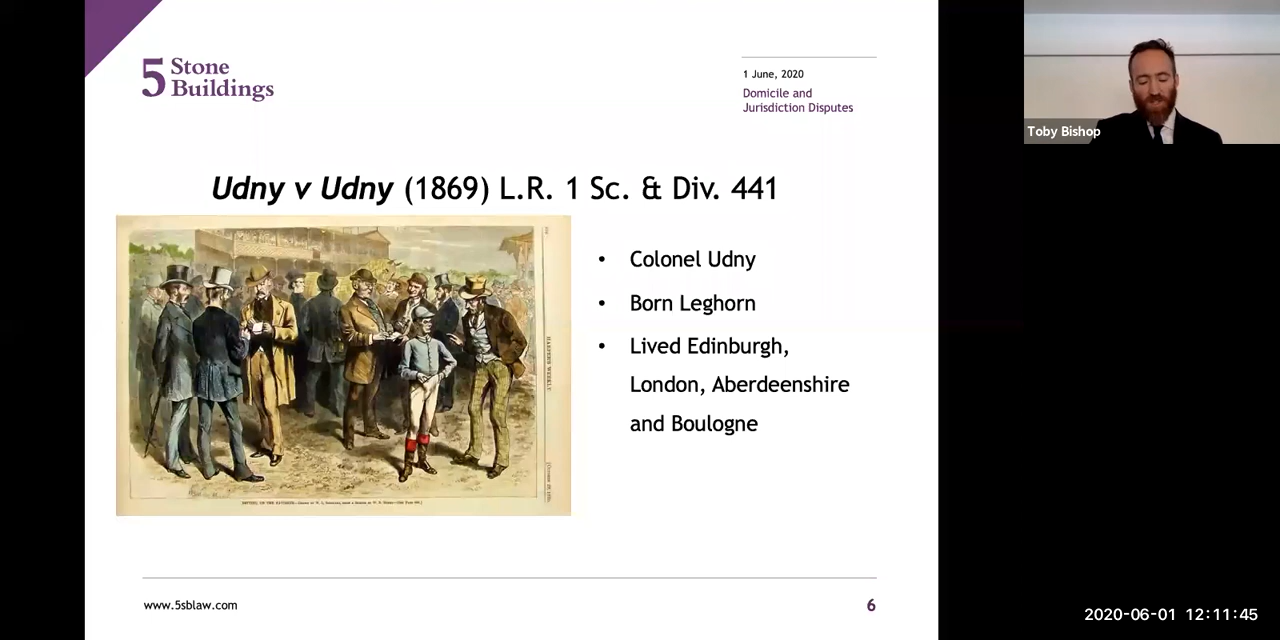 5 Stone
Buildings
1 June, 2020
Domicile and
Jurisdiction Disputes
Toby Bishop
Udny v Udny (1869) L.R. 1 Sc. & Div. 441
• Colonel Udny
• Born Leghorn
• Lived Edinburgh,
London, Aberdeenshire
and Boulogne
HARPER'S WEEKLY.
www.5sblaw.com
6
2020-06-01 12:11:45